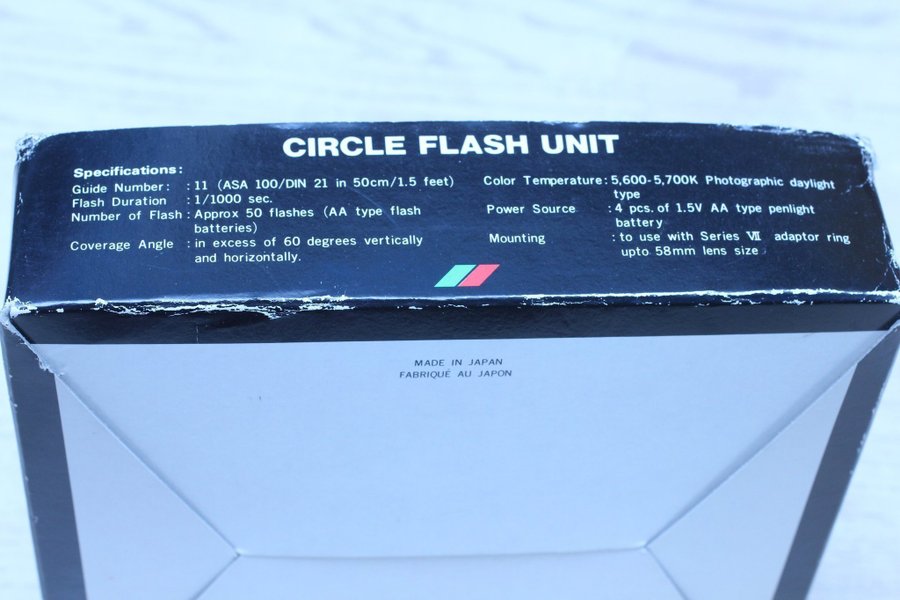 CIRCLE FLASH UNIT
Specifications:
Guide Number: : 11 (ASA 100/DIN 21 in 50cm/1.5 feet)
Flash Duration : 1/1000 sec.
Number of Flash : Approx 50 flashes (AA type flash
batteries)
Coverage Angle : in excess of 60 degrees vertically
and horizontally.
Color Temperature : 5,600-5,700K Photographic daylight
type
Power Source : 4 pcs. of 1.5V AA type penlight
battery
Mounting : to use with Series VII adaptor ring
upto 58mm lens size
MADE IN JAPAN
FABRIQUÉ AU JAPON